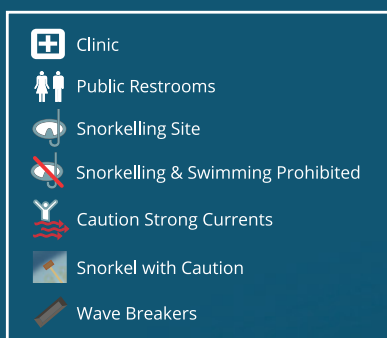 Clinic
Public Restrooms
Snorkelling Site
Snorkelling & Swimming Prohibited
Caution Strong Currents
Snorkel with Caution
Wave Breakers